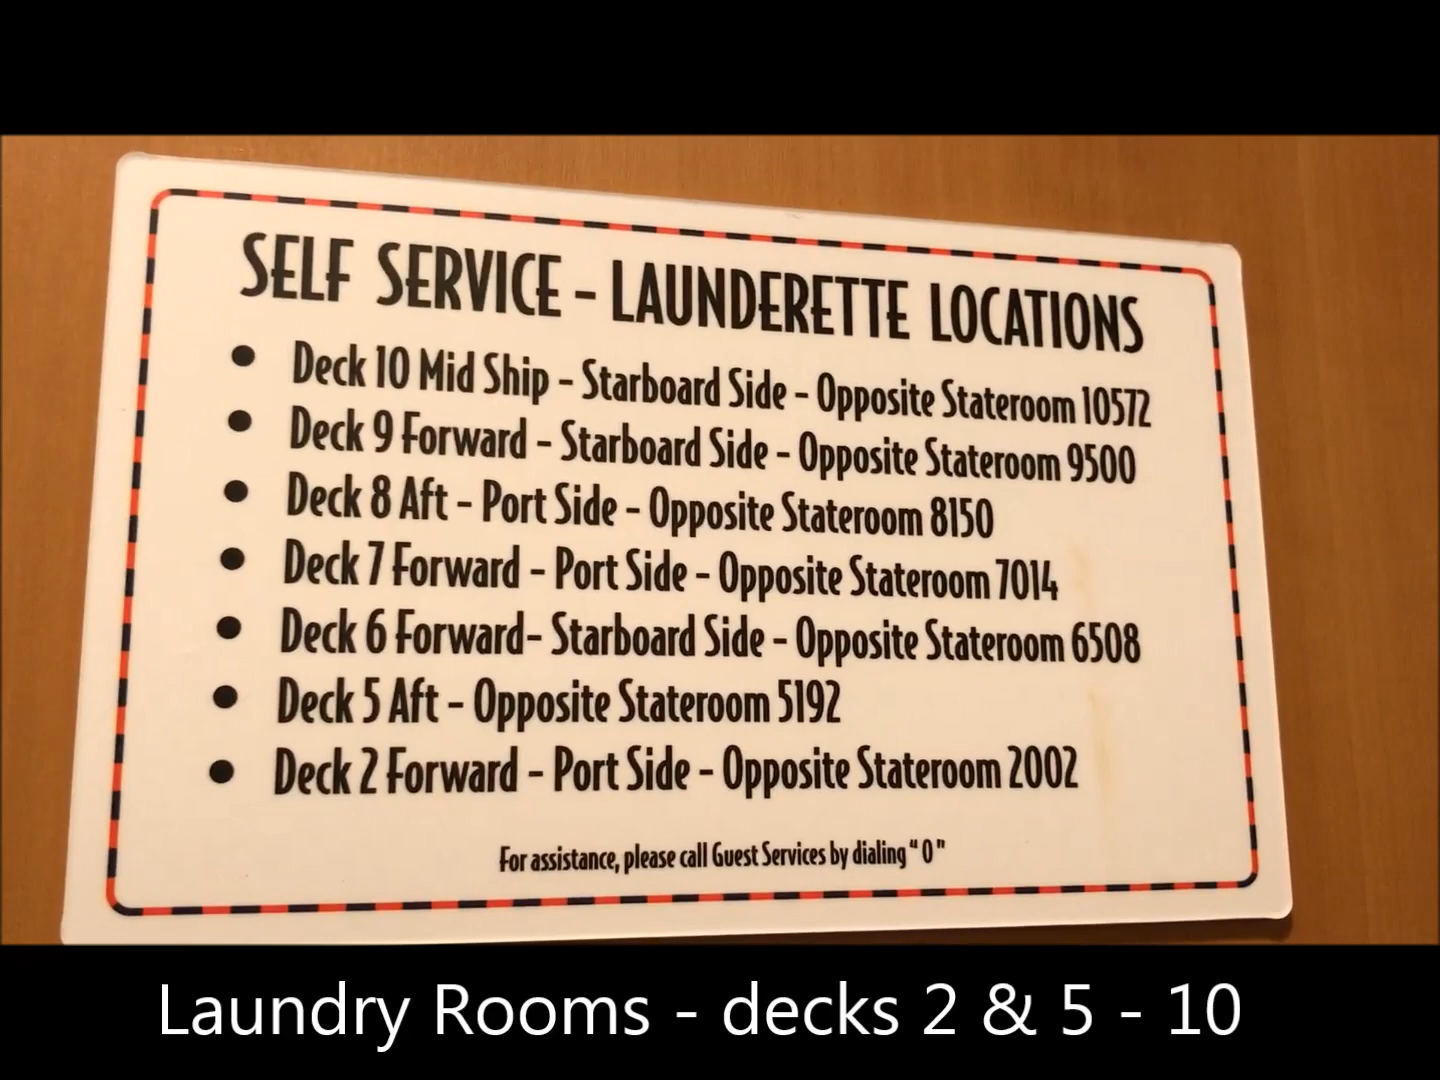 SELF SERVICE - LAUNDERETTE LOCATIONS
• Deck 10 Mid Ship - Starboard Side - Opposite Stateroom 10572
• Deck 9 Forward - Starboard Side - Opposite Stateroom 9500
• Deck 8 Aft - Port Side - Opposite Stateroom 8150
• Deck 7 Forward - Port Side - Opposite Stateroom 7014
• Deck 6 Forward- Starboard Side - Opposite Stateroom 6508
• Deck 5 Aft - Opposite Stateroom 5192
• Deck 2 Forward - Port Side - Opposite Stateroom 2002
For assistance, please call Guest Services by dialing “ 0 ”
Laundry Rooms - decks 2 & 5 - 10